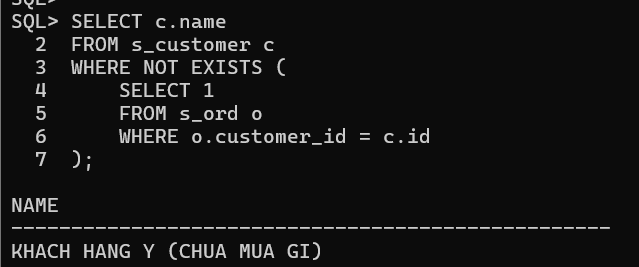 SQL>
SQL> SELECT c.name
  2  FROM s_customer c
  3  WHERE NOT EXISTS (
  4      SELECT 1
  5      FROM s_ord o
  6      WHERE o.customer_id = c.id
  7  );
NAME
--------------------------------------------------
KHACH HANG Y (CHUA MUA GI)